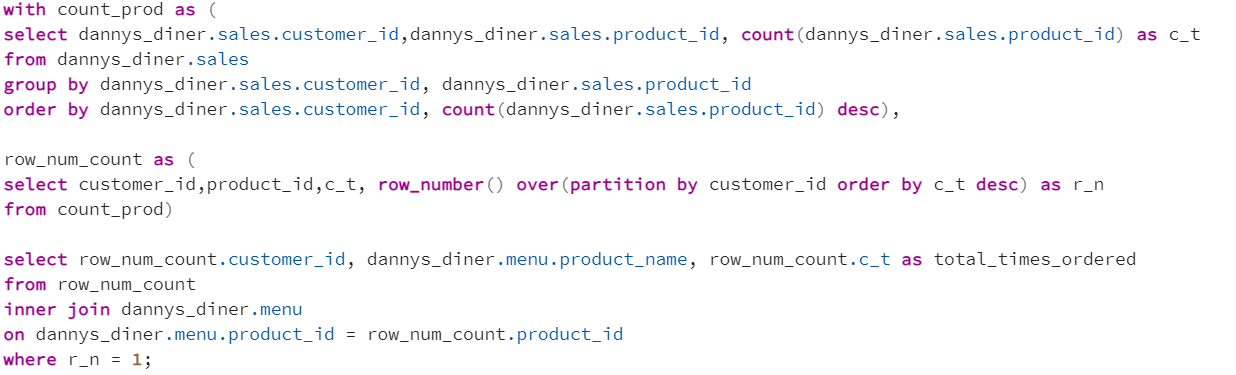 with count_prod as (
select dannys_diner.sales.customer_id,dannys_diner.sales.product_id, count(dannys_diner.sales.product_id) as c_t
from dannys_diner.sales
group by dannys_diner.sales.customer_id, dannys_diner.sales.product_id
order by dannys_diner.sales.customer_id, count(dannys_diner.sales.product_id) desc),
row_num_count as (
select customer_id,product_id,c_t, row_number() over(partition by customer_id order by c_t desc) as r_n
from count_prod)
select row_num_count.customer_id, dannys_diner.menu.product_name, row_num_count.c_t as total_times_ordered
from row_num_count
inner join dannys_diner.menu
on dannys_diner.menu.product_id = row_num_count.product_id
where r_n = 1;